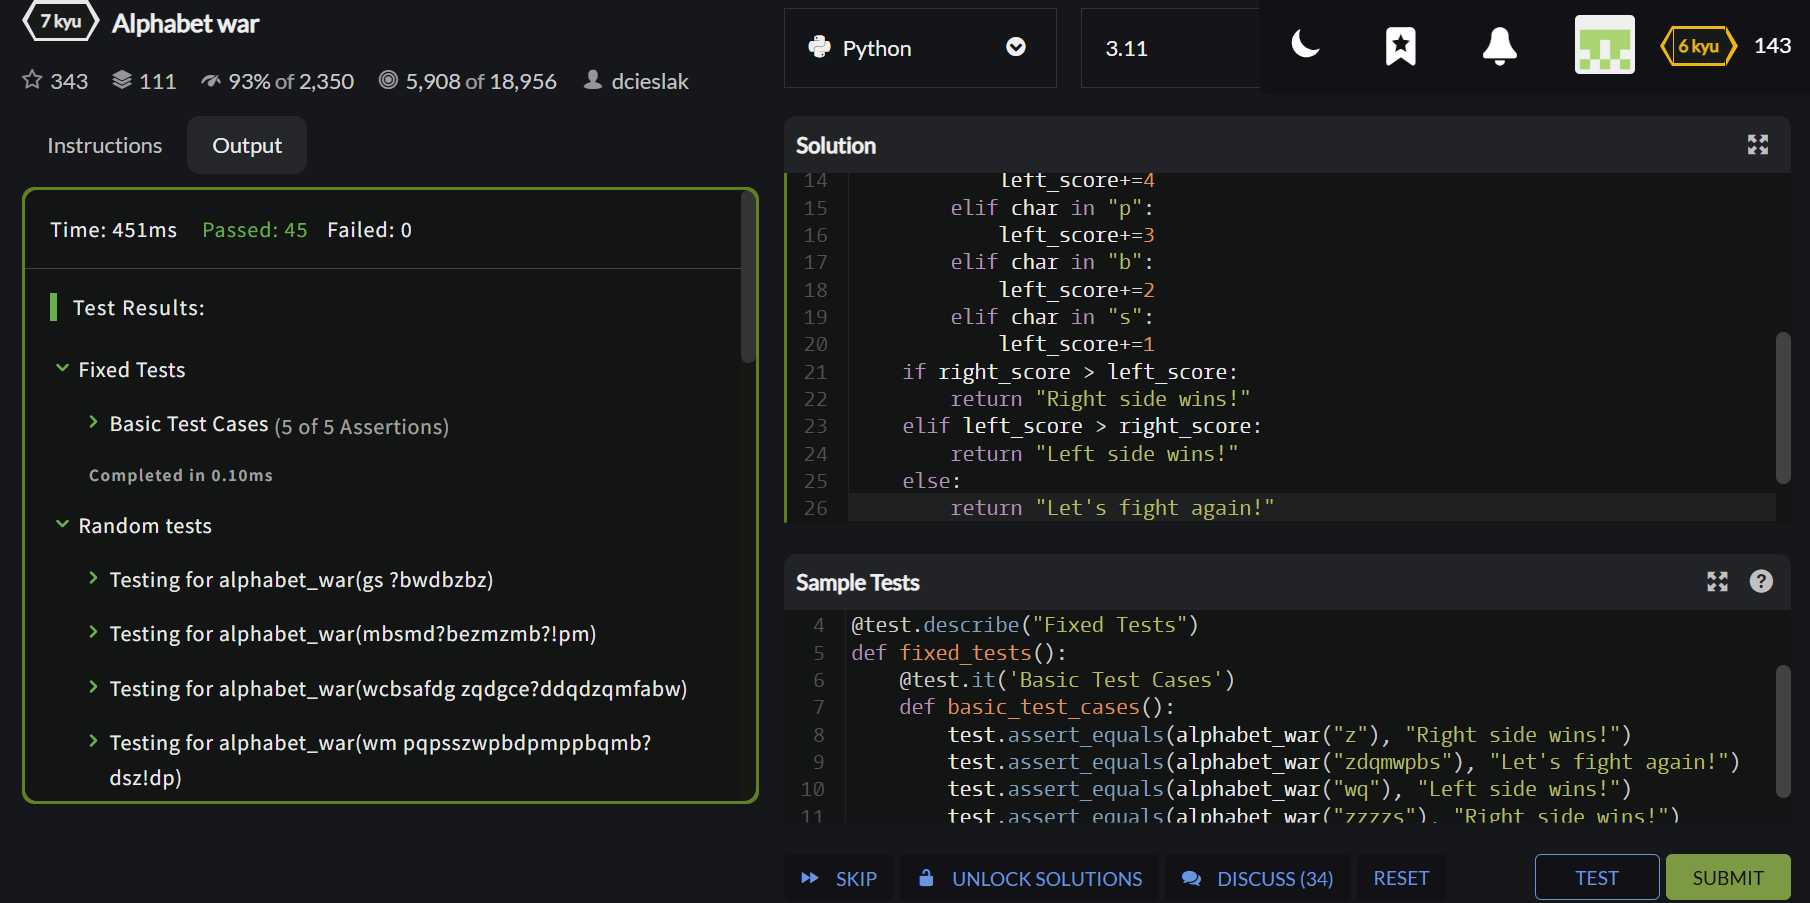 7 kyu Alphabet war
343 111 93% of 2,350 5,908 of 18,956 dcieslak
Python
3.11
6 kyu 143
Instructions Output
Time: 451ms Passed: 45 Failed: 0
Test Results:
Fixed Tests
Basic Test Cases (5 of 5 Assertions)
Completed in 0.10ms
Random tests
Testing for alphabet_war(gs ?bwdbzbz)
Testing for alphabet_war(mbsmd?bezmzmb?!pm)
Testing for alphabet_war(wcbsafdg zqdgce?ddqdzqmfabw)
Testing for alphabet_war(wm pqpsszwpbdpmppbqmb?
dsz!dp)
Solution
14 left_score+=4
15 elif char in "p":
16 left_score+=3
17 elif char in "b":
18 left_score+=2
19 elif char in "s":
20 left_score+=1
21 if right_score > left_score:
22 return "Right side wins!"
23 elif left_score > right_score:
24 return "Left side wins!"
25 else:
26 return "Let's fight again!"
Sample Tests
4 @test.describe("Fixed Tests")
5 def fixed_tests():
6 @test.it('Basic Test Cases')
7 def basic_test_cases():
8 test.assert_equals(alphabet_war("z"), "Right side wins!")
9 test.assert_equals(alphabet_war("zdqmwpbs"), "Let's fight again!")
10 test.assert_equals(alphabet_war("wq"), "Left side wins!")
11 test.assert_equals(alphabet_war("zzzzs"), "Right side wins!")
SKIP UNLOCK SOLUTIONS DISCUSS (34) RESET TEST SUBMIT